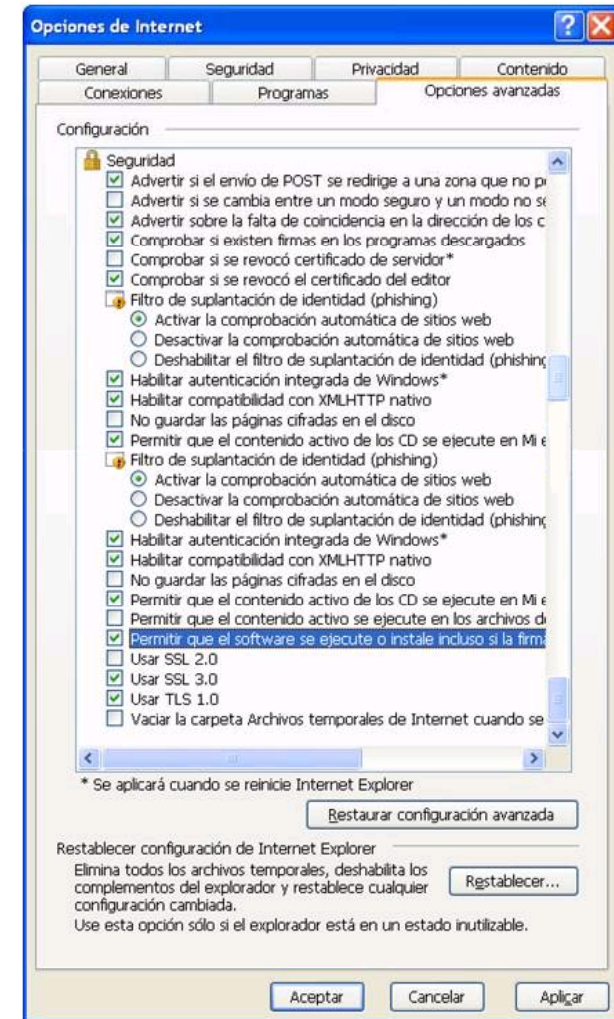 Opciones de Internet
General Seguridad Privacidad Contenido
Conexiones Programas Opciones avanzadas
Configuración
Seguridad
Advertir si el envío de POST se redirige a una zona que no p
Advertir si se cambia entre un modo seguro y un modo no se
Advertir sobre la falta de coincidencia en la dirección de los c
Comprobar si existen firmas en los programas descargados
Comprobar si se revocó certificado de servidor*
Comprobar si se revocó el certificado del editor
Filtro de suplantación de identidad (phishing)
Activar la comprobación automática de sitios web
Desactivar la comprobación automática de sitios web
Deshabilitar el filtro de suplantación de identidad (phishing
Habilitar autenticación integrada de Windows*
Habilitar compatibilidad con XMLHTTP nativo
No guardar las páginas cifradas en el disco
Permitir que el contenido activo de los CD se ejecute en Mi e
Filtro de suplantación de identidad (phishing)
Activar la comprobación automática de sitios web
Desactivar la comprobación automática de sitios web
Deshabilitar el filtro de suplantación de identidad (phishing
Habilitar autenticación integrada de Windows*
Habilitar compatibilidad con XMLHTTP nativo
No guardar las páginas cifradas en el disco
Permitir que el contenido activo de los CD se ejecute en Mi e
Permitir que el contenido activo se ejecute en los archivos d
Permitir que el software se ejecute o instale incluso si la firma
Usar SSL 2.0
Usar SSL 3.0
Usar TLS 1.0
Vaciar la carpeta Archivos temporales de Internet cuando se
* Se aplicará cuando se reinicie Internet Explorer
Restaurar configuración avanzada
Restablecer configuración de Internet Explorer
Elimina todos los archivos temporales, deshabilita los
complementos del explorador y restablece cualquier
configuración cambiada.
Restablecer...
Use esta opción sólo si el explorador está en un estado inutilizable.
Aceptar Cancelar Aplicar